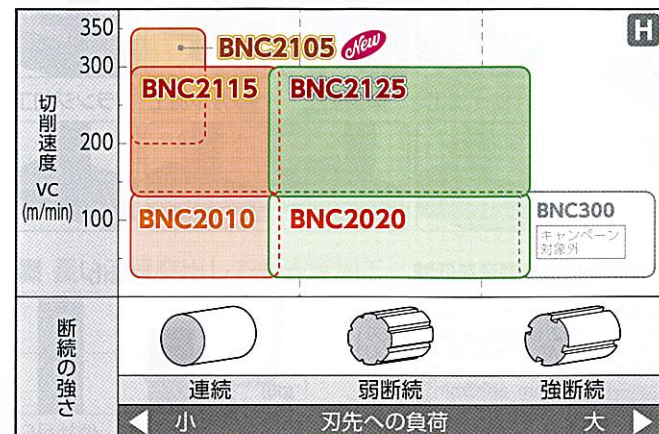 350
BNC2105 New
H
300
BNC2115
BNC2125
切削速度
VC
(m/min)
200
100
BNC2010
BNC2020
BNC300
キャンペーン
対象外
断続の強さ
連続
弱断続
強断続
小
刃先への負荷
大